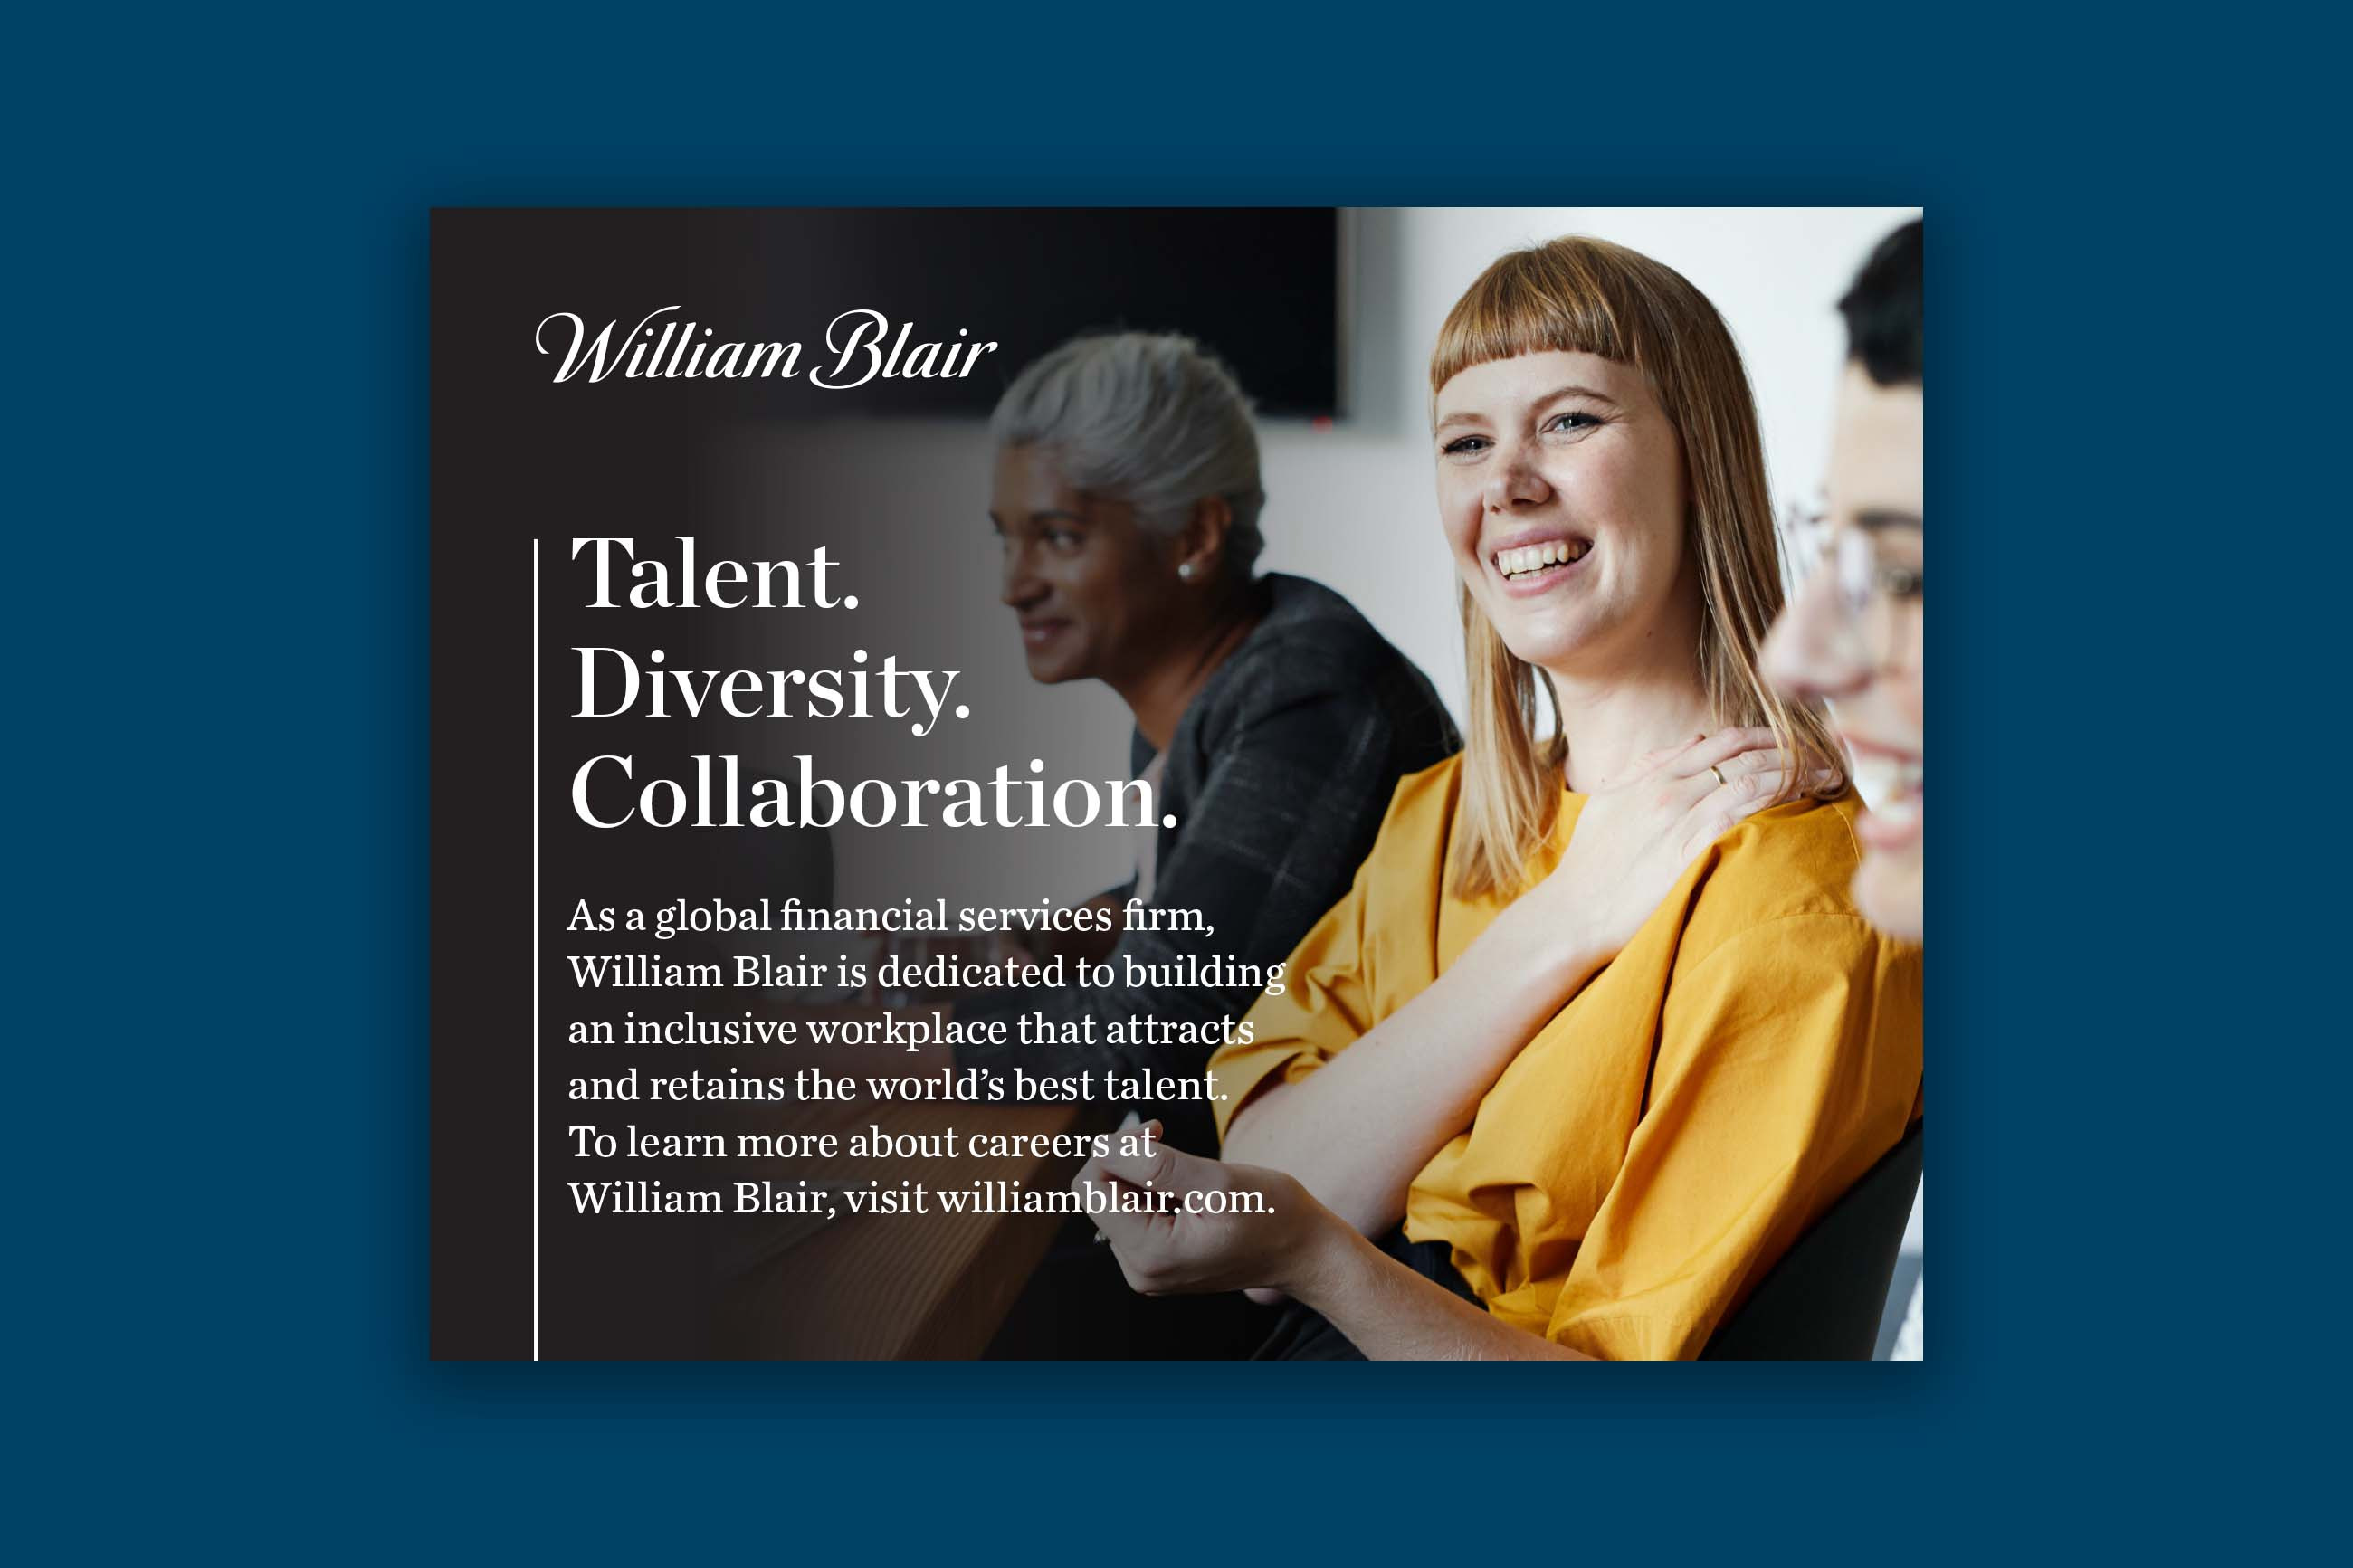 William Blair
Talent.
Diversity.
Collaboration.
As a global financial services firm,
William Blair is dedicated to building
an inclusive workplace that attracts
and retains the world’s best talent.
To learn more about careers at
William Blair, visit williamblair.com.